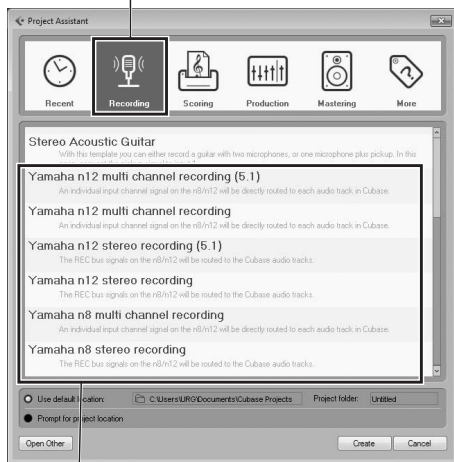 Project Assistant
Recent
Recording
Scoring
Production
Mastering
More
Stereo Acoustic Guitar
With this template you can either record a guitar with two microphones, or one microphone plus pickup. In this
Yamaha n12 multi channel recording (5.1)
An individual input channel signal on the n8/n12 will be directly routed to each audio track in Cubase.
Yamaha n12 multi channel recording
An individual input channel signal on the n8/n12 will be directly routed to each audio track in Cubase.
Yamaha n12 stereo recording (5.1)
The REC bus signals on the n8/n12 will be routed to the Cubase audio tracks.
Yamaha n12 stereo recording
The REC bus signals on the n8/n12 will be routed to the Cubase audio tracks.
Yamaha n8 multi channel recording
An individual input channel signal on the n8/n12 will be directly routed to each audio track in Cubase.
Yamaha n8 stereo recording
The REC bus signals on the n8/n12 will be routed to the Cubase audio tracks.
Use default location: C:\Users\URG\Documents\Cubase Projects Project folder: Untitled
Prompt for project location
Open Other Create Cancel